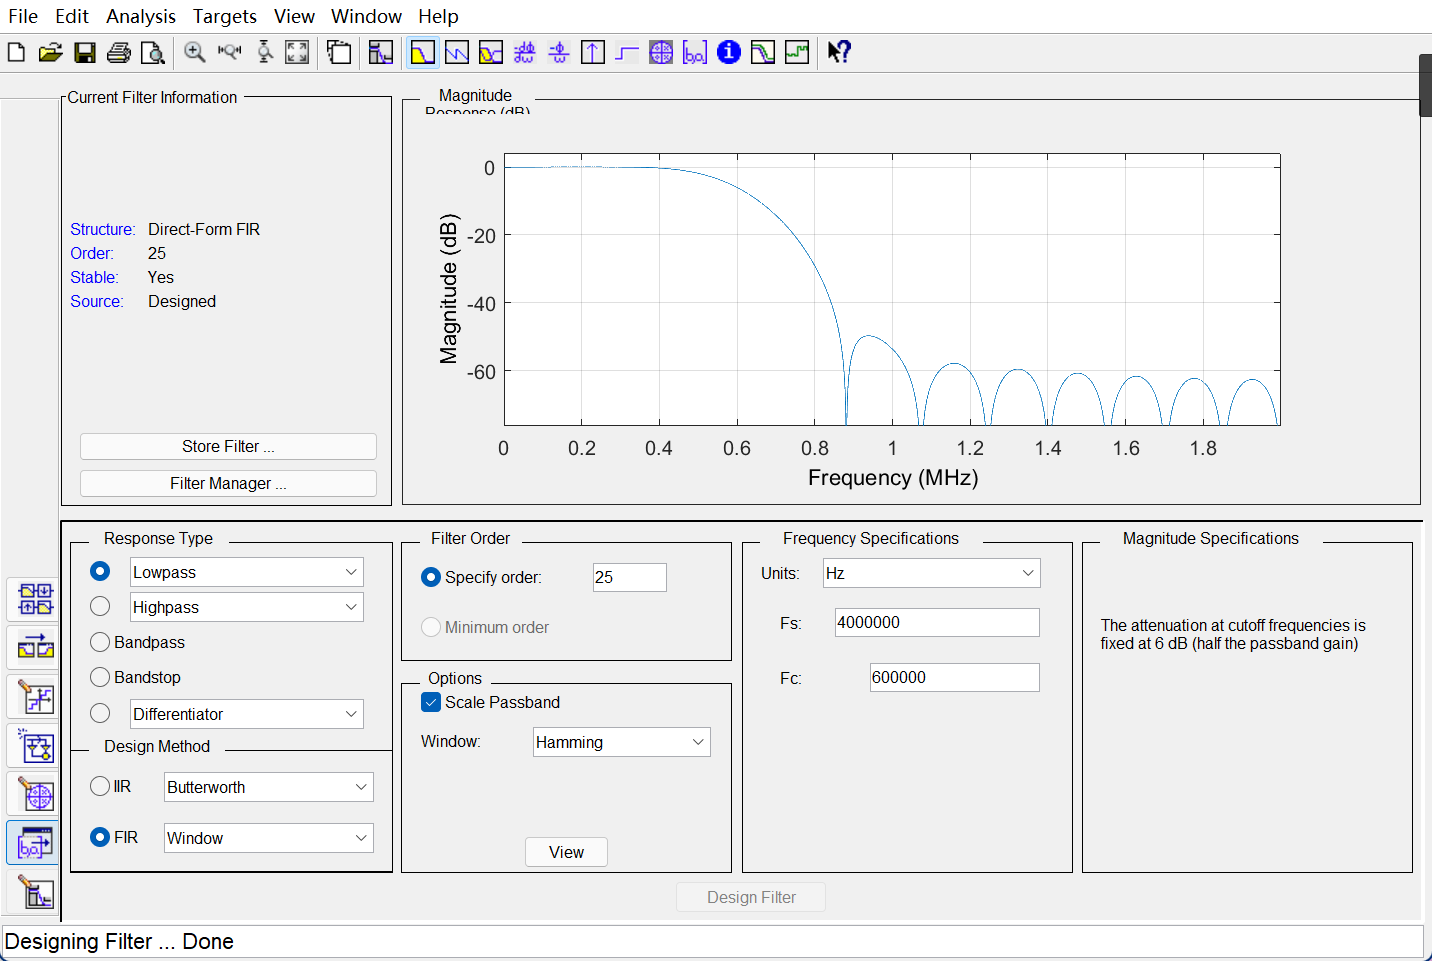 File Edit Analysis Targets View Window Help
Current Filter Information
Structure: Direct-Form FIR
Order: 25
Stable: Yes
Source: Designed
Store Filter ...
Filter Manager ...
Magnitude
Response (dB)
Magnitude (dB)
0
-20
-40
-60
0 0.2 0.4 0.6 0.8 1 1.2 1.4 1.6 1.8
Frequency (MHz)
Response Type
Lowpass
Highpass
Bandpass
Bandstop
Differentiator
Design Method
IIR Butterworth
FIR Window
Filter Order
Specify order: 25
Minimum order
Options
Scale Passband
Window: Hamming
View
Frequency Specifications
Units: Hz
Fs: 4000000
Fc: 600000
Magnitude Specifications
The attenuation at cutoff frequencies is
fixed at 6 dB (half the passband gain)
Design Filter
Designing Filter ... Done